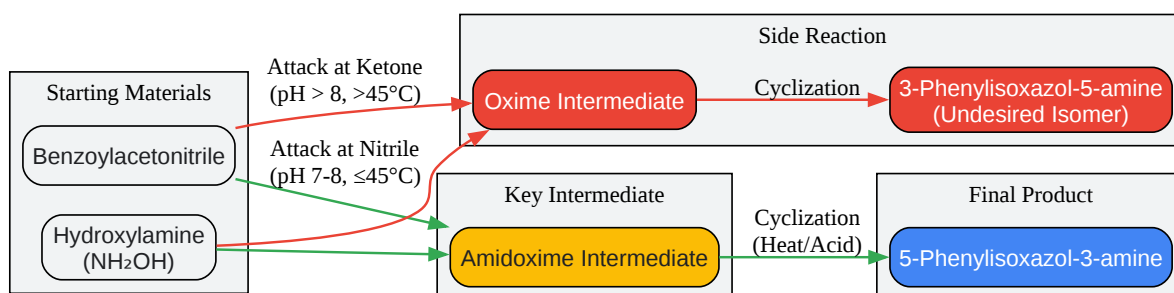 Starting Materials
Benzoylacetonitrile
Hydroxylamine
(NH₂OH)
Attack at Ketone
(pH > 8, >45°C)
Attack at Nitrile
(pH 7-8, ≤45°C)
Side Reaction
Oxime Intermediate
Cyclization
3-Phenylisoxazol-5-amine
(Undesired Isomer)
Key Intermediate
Amidoxime Intermediate
Cyclization
(Heat/Acid)
Final Product
5-Phenylisoxazol-3-amine